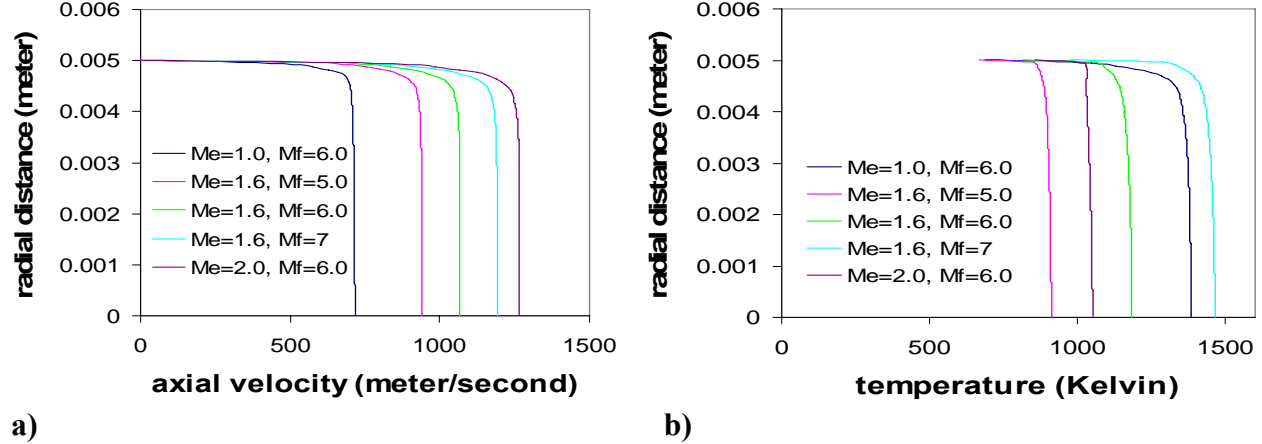 0.006
0.005
0.004
0.003
0.002
0.001
0
radial distance (meter)
Me=1.0, Mf=6.0
Me=1.6, Mf=5.0
Me=1.6, Mf=6.0
Me=1.6, Mf=7
Me=2.0, Mf=6.0
0 500 1000 1500
axial velocity (meter/second)
a)
0.006
0.005
0.004
0.003
0.002
0.001
0
radial distance (meter)
Me=1.0, Mf=6.0
Me=1.6, Mf=5.0
Me=1.6, Mf=6.0
Me=1.6, Mf=7
Me=2.0, Mf=6.0
0 500 1000 1500
temperature (Kelvin)
b)